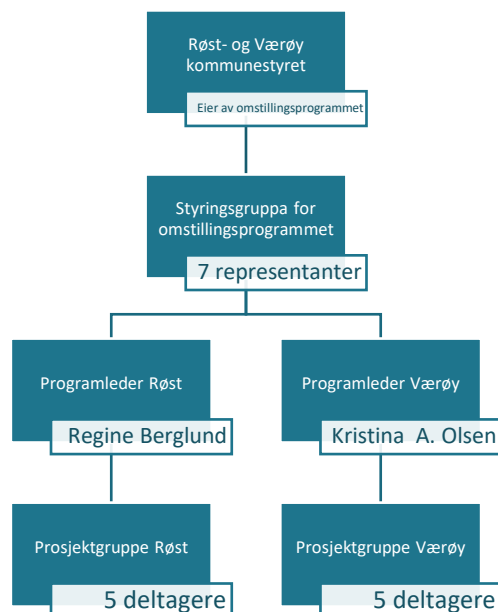 Røst- og Værøy
kommunestyret
Eier av omstillingsprogrammet
Styringsgruppa for
omstillingsprogrammet
7 representanter
Programleder Røst
Regine Berglund
Programleder Værøy
Kristina A. Olsen
Prosjektgruppe Røst
5 deltagere
Prosjektgruppe Værøy
5 deltagere